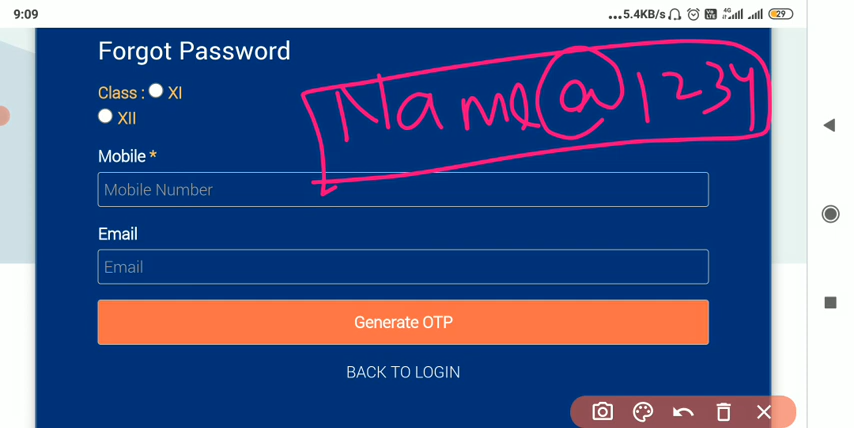 9:09 ...5.4KB/s 4G 29
Forgot Password
Class : XI
XII
Name@1234
Mobile *
Mobile Number
Email
Email
Generate OTP
BACK TO LOGIN